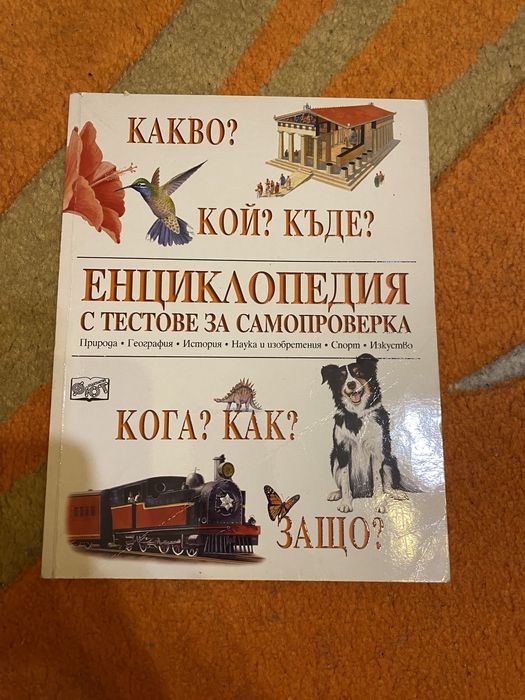 КАКВО?
КОЙ? КЪДЕ?
ЕНЦИКЛОПЕДИЯ
С ТЕСТОВЕ ЗА САМОПРОВЕРКА
Природа • География • История • Наука и изобретения • Спорт • Изкуство
КОГА? КАК?
ЗАЩО?